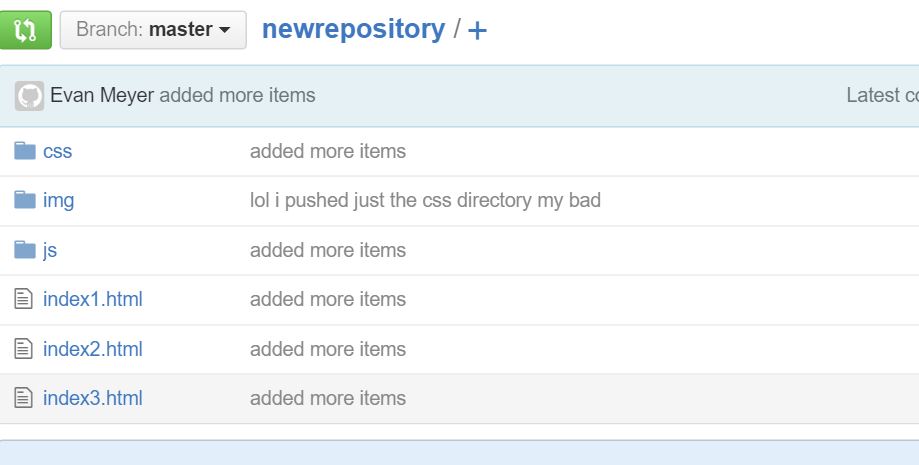 Branch: master newrepository / +
Evan Meyer added more items Latest
css added more items
img lol i pushed just the css directory my bad
js added more items
index1.html added more items
index2.html added more items
index3.html added more items